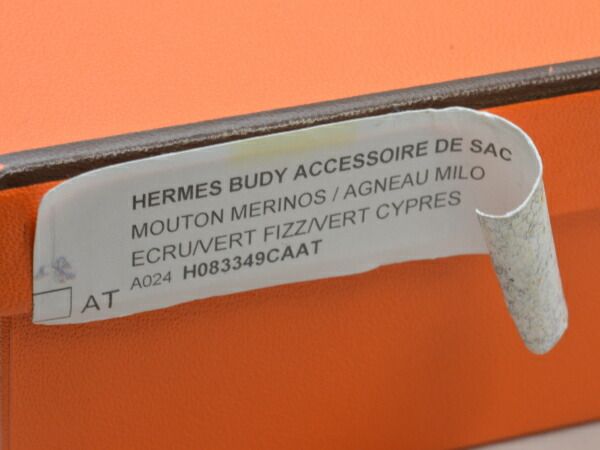 HERMES BUDY ACCESSOIRE DE SAC
MOUTON MERINOS / AGNEAU MILO
ECRU/VERT FIZZ/VERT CYPRES
A024 H083349CAAT
AT